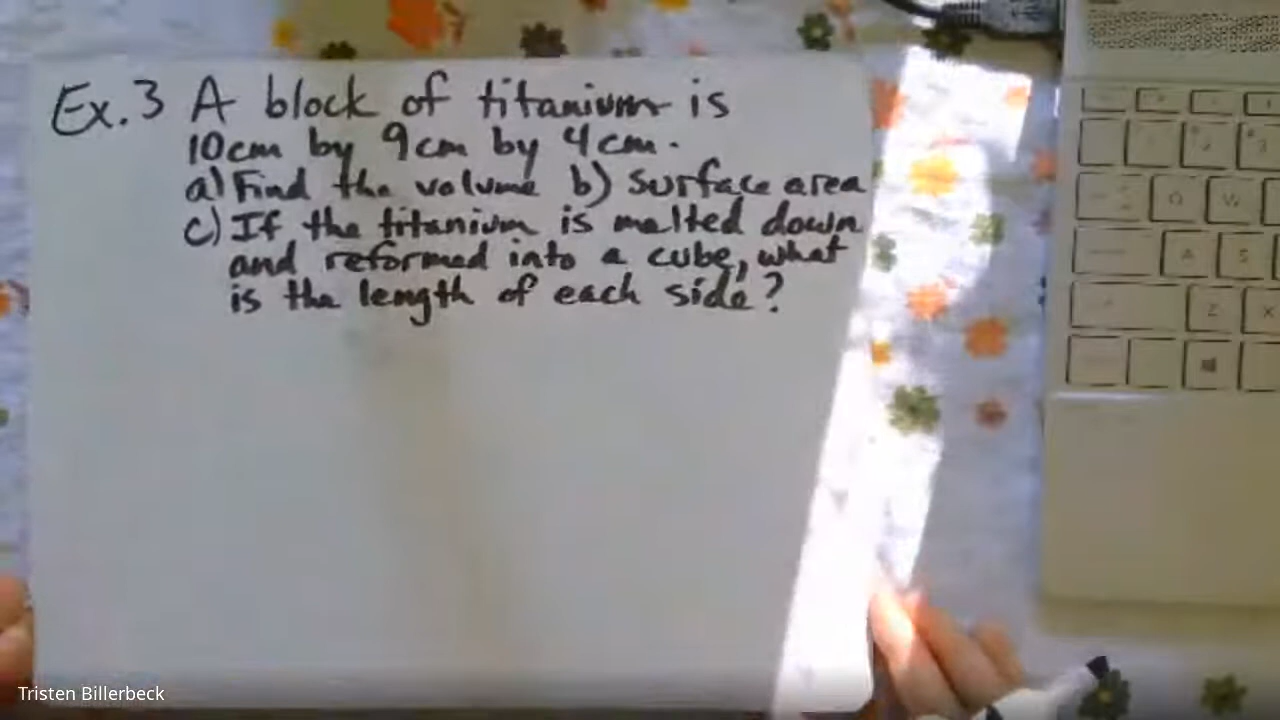 Ex.3 A block of titanium is
10cm by 9cm by 4cm.
a) Find the volume b) surface area
c) If the titanium is melted down
and reformed into a cube, what
is the length of each side?
Tristen Billerbeck